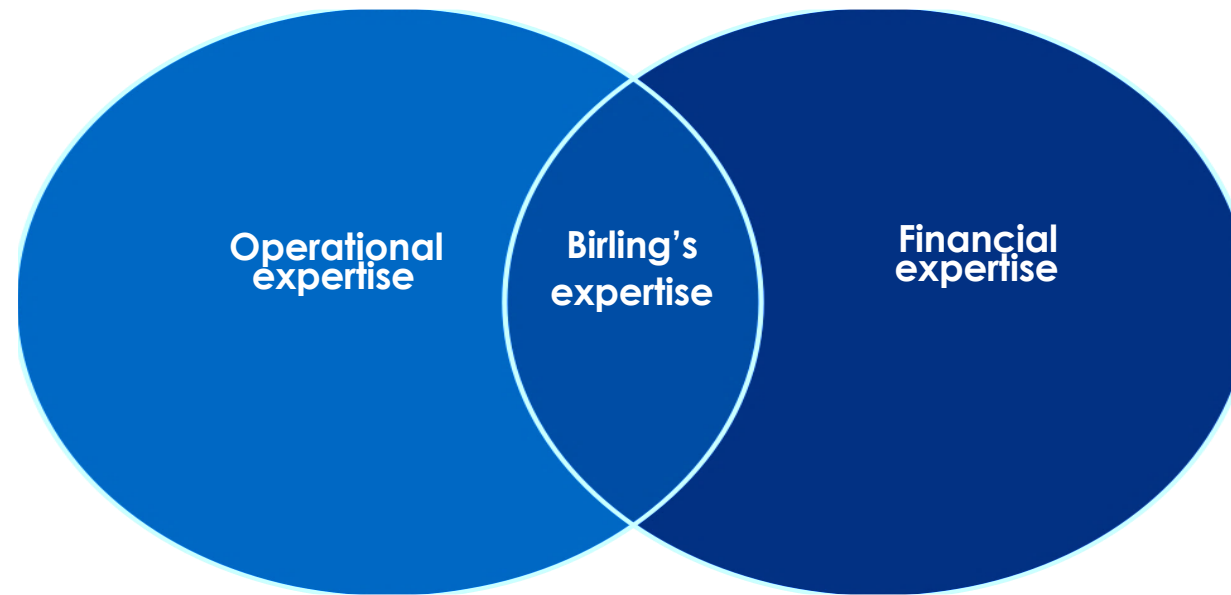 Operational
expertise
Birling’s
expertise
Financial
expertise